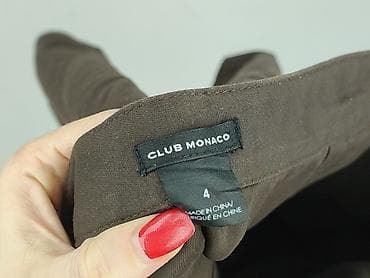 CLUB MONACO
4
MADE IN CHINA/
FABRIQUÉ EN CHINE